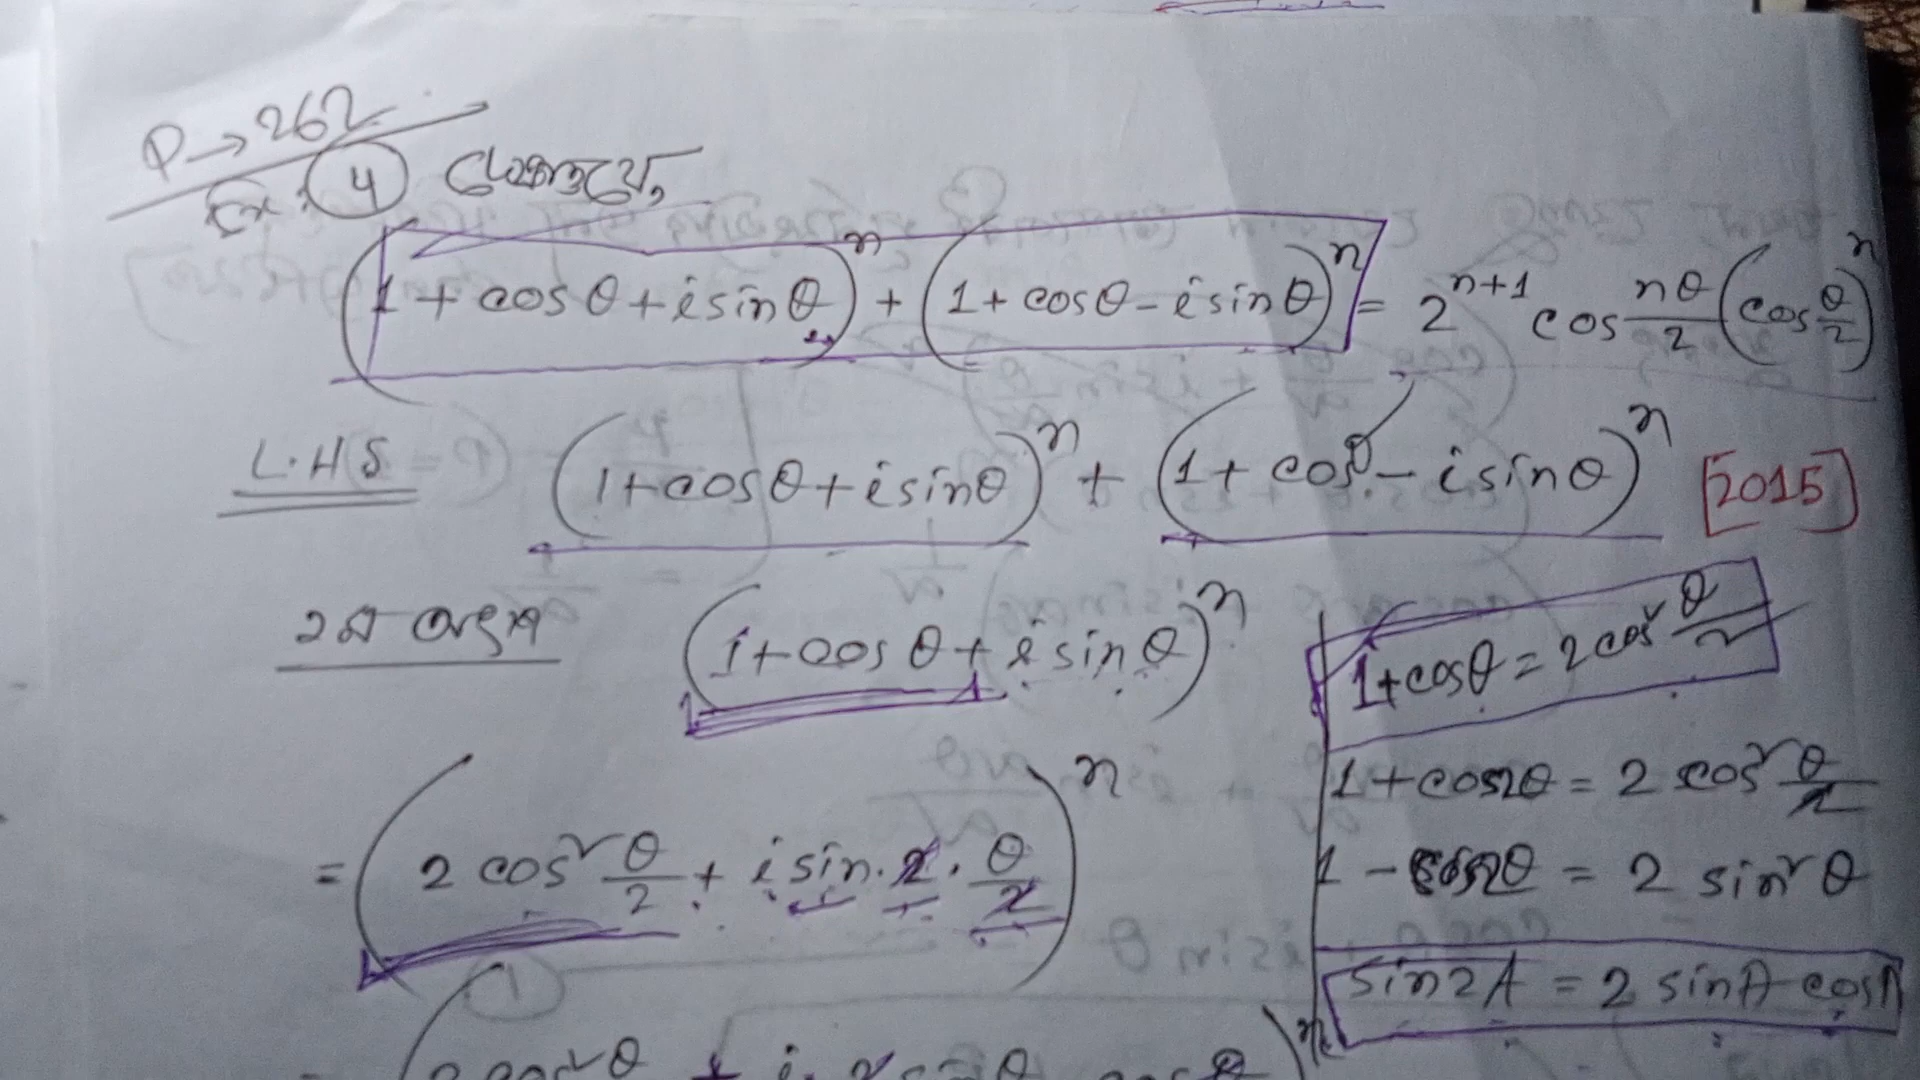 P → 262
Ex: 4 দেখাও যে,
(1 + cos θ + i sin θ)^n + (1 + cos θ - i sin θ)^n = 2^{n+1} cos nθ/2 (cos θ/2)^n
L.H.S (1 + cos θ + i sin θ)^n + (1 + cos θ - i sin θ)^n [2015]
১ম অংশ (1 + cos θ + i sin θ)^n
1 + cos θ = 2 cos² θ/2
1 + cos 2θ = 2 cos² θ/2
= (2 cos² θ/2 + i sin . 2 . θ/2)^n
1 - cos 2θ = 2 sin² θ
sin 2A = 2 sin A cos A